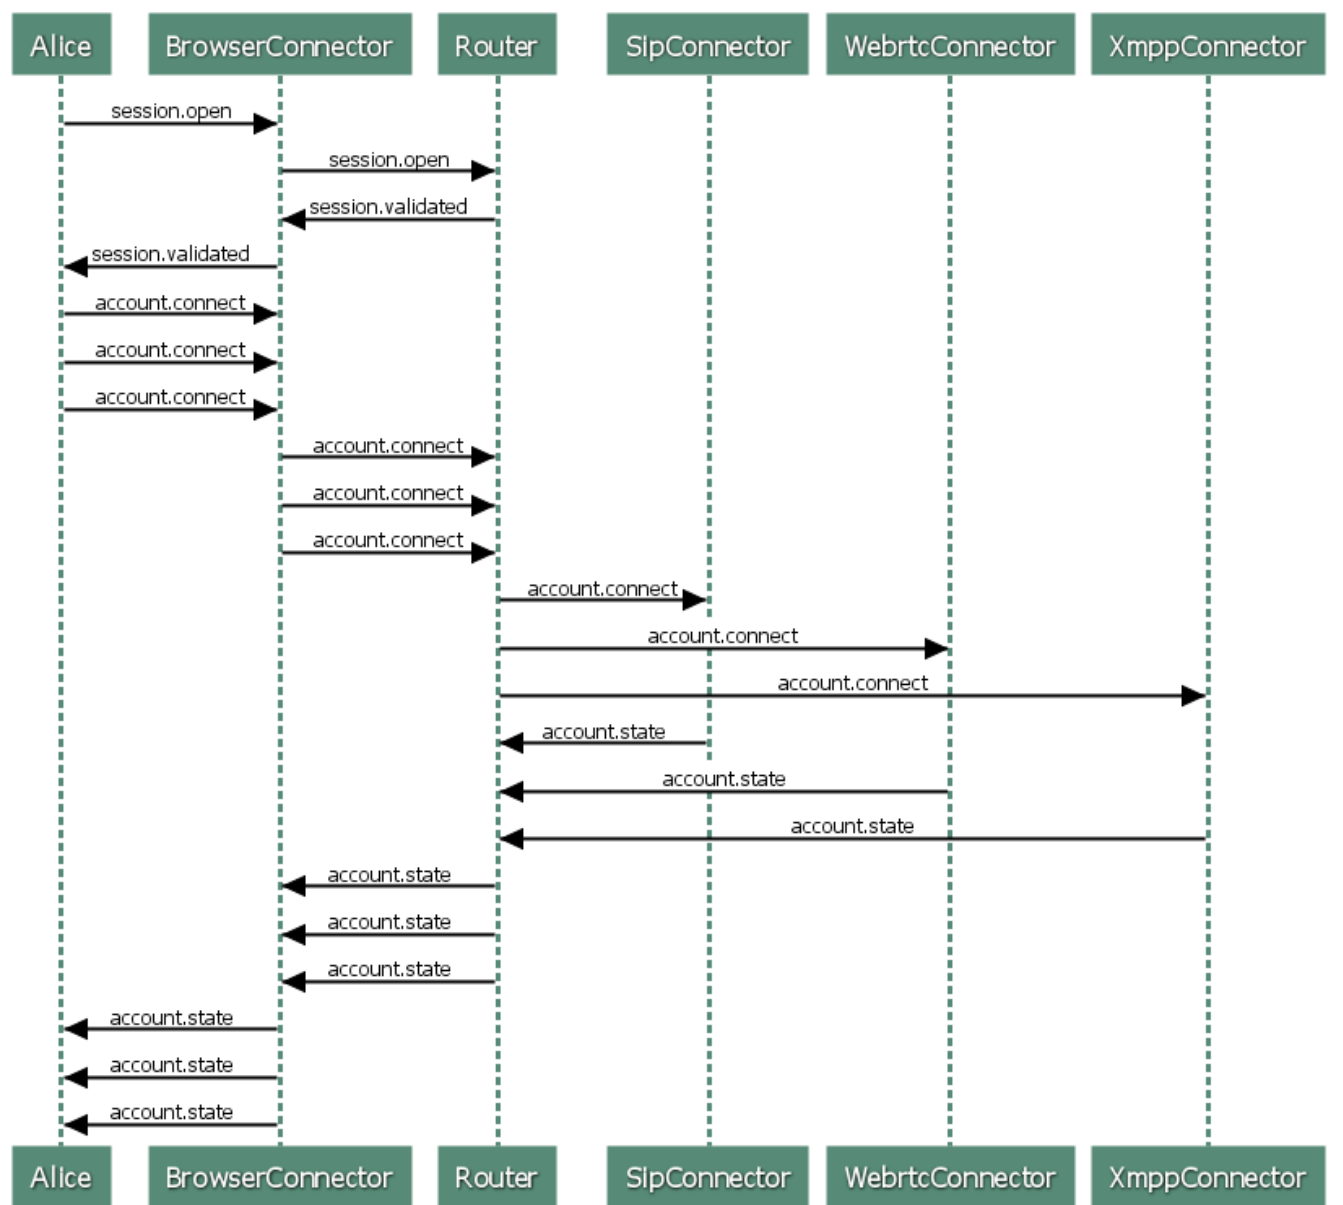 Alice BrowserConnector Router SipConnector WebrtcConnector XmppConnector
session.open
session.open
session.validated
session.validated
account.connect
account.connect
account.connect
account.connect
account.connect
account.connect
account.connect
account.connect
account.connect
account.state
account.state
account.state
account.state
account.state
account.state
account.state
account.state
account.state
Alice BrowserConnector Router SipConnector WebrtcConnector XmppConnector